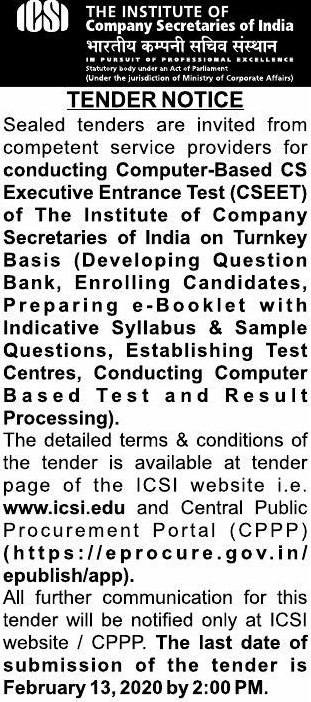 ICSI
THE INSTITUTE OF
Company Secretaries of India
भारतीय कम्पनी सचिव संस्थान
IN PURSUIT OF PROFESSIONAL EXCELLENCE
Statutory body under an Act of Parliament
(Under the jurisdiction of Ministry of Corporate Affairs)
TENDER NOTICE
Sealed tenders are invited from
competent service providers for
conducting Computer-Based CS
Executive Entrance Test (CSEET)
of The Institute of Company
Secretaries of India on Turnkey
Basis (Developing Question
Bank, Enrolling Candidates,
Preparing e-Booklet with
Indicative Syllabus & Sample
Questions, Establishing Test
Centres, Conducting Computer
Based Test and Result
Processing).
The detailed terms & conditions of
the tender is available at tender
page of the ICSI website i.e.
www.icsi.edu and Central Public
Procurement Portal (CPPP)
(https://eprocure.gov.in/
epublish/app).
All further communication for this
tender will be notified only at ICSI
website / CPPP. The last date of
submission of the tender is
February 13, 2020 by 2:00 PM.